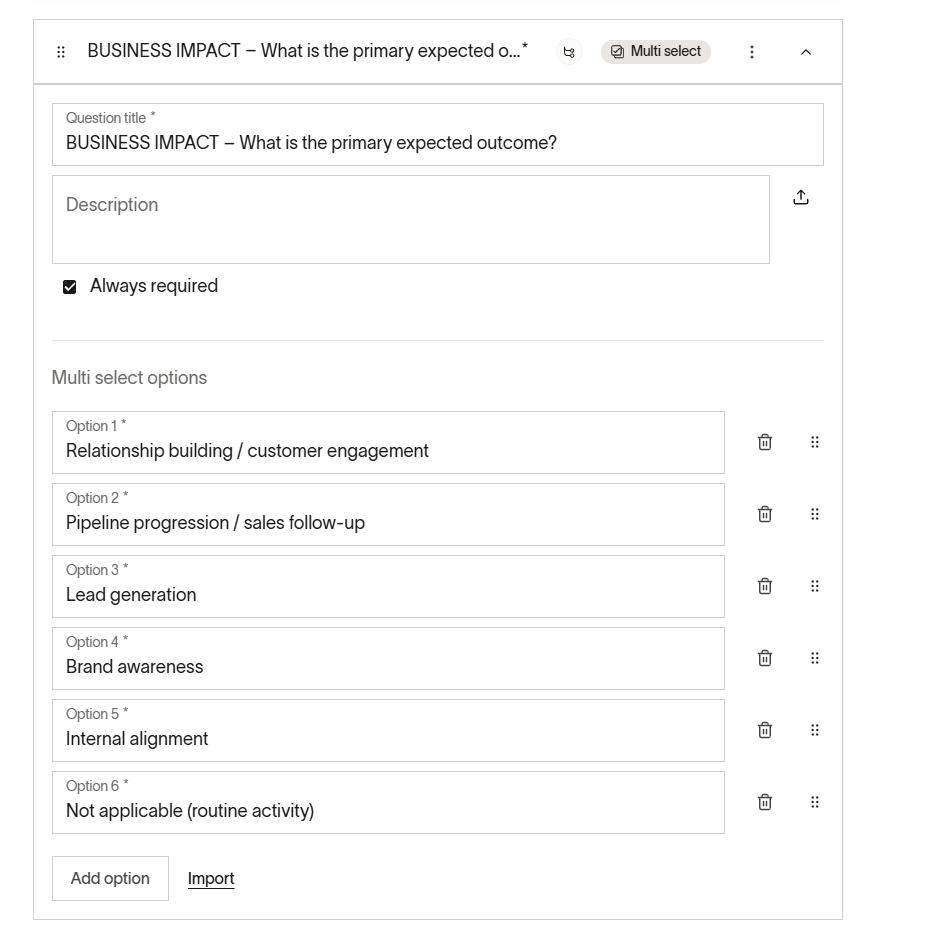 BUSINESS IMPACT – What is the primary expected o...*
Multi select
Question title *
BUSINESS IMPACT – What is the primary expected outcome?
Description
Always required
Multi select options
Option 1 *
Relationship building / customer engagement
Option 2 *
Pipeline progression / sales follow-up
Option 3 *
Lead generation
Option 4 *
Brand awareness
Option 5 *
Internal alignment
Option 6 *
Not applicable (routine activity)
Add option
Import